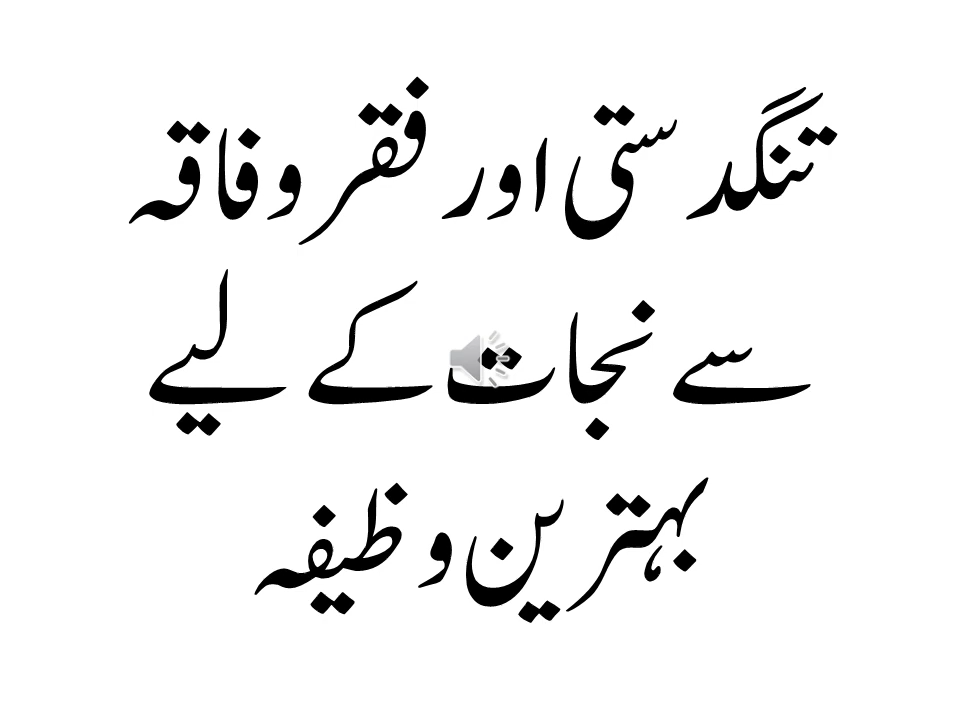 تنگدستی اور فقر و فاقہ
سے نجات کے لیے
بہترین وظیفہ